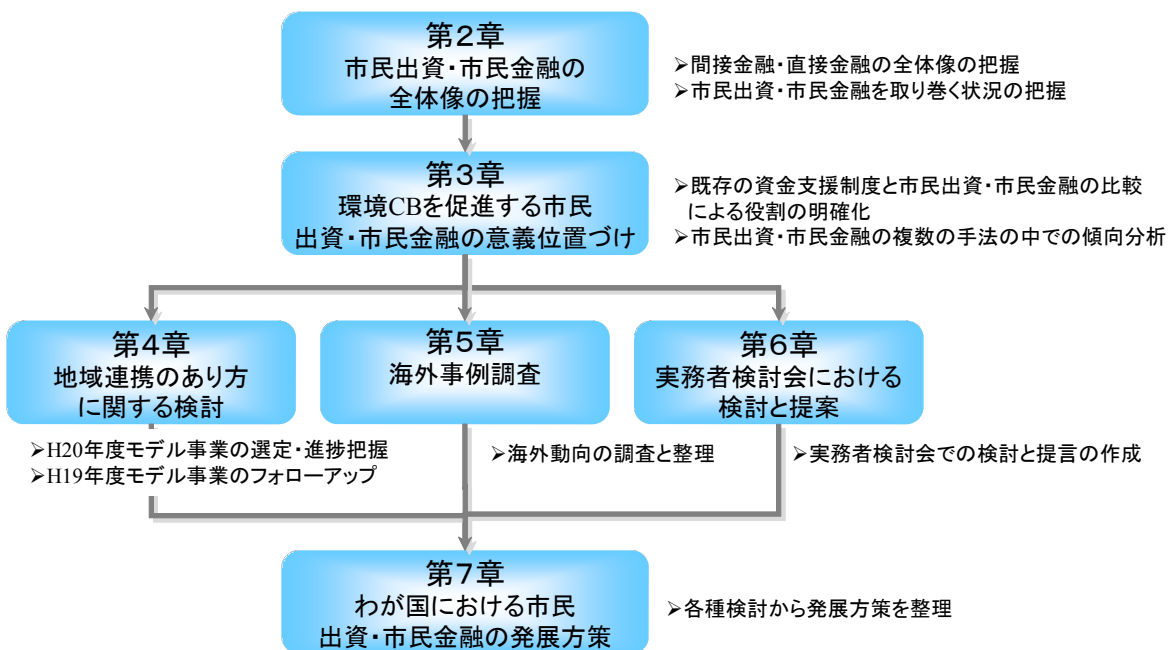 第2章
市民出資・市民金融の
全体像の把握
➢間接金融・直接金融の全体像の把握
➢市民出資・市民金融を取り巻く状況の把握
第3章
環境CBを促進する市民
出資・市民金融の意義位置づけ
➢既存の資金支援制度と市民出資・市民金融の比較
による役割の明確化
➢市民出資・市民金融の複数の手法の中での傾向分析
第4章
地域連携のあり方
に関する検討
➢H20年度モデル事業の選定・進捗把握
➢H19年度モデル事業のフォローアップ
第5章
海外事例調査
➢海外動向の調査と整理
第6章
実務者検討会における
検討と提案
➢実務者検討会での検討と提言の作成
第7章
わが国における市民
出資・市民金融の発展方策
➢各種検討から発展方策を整理